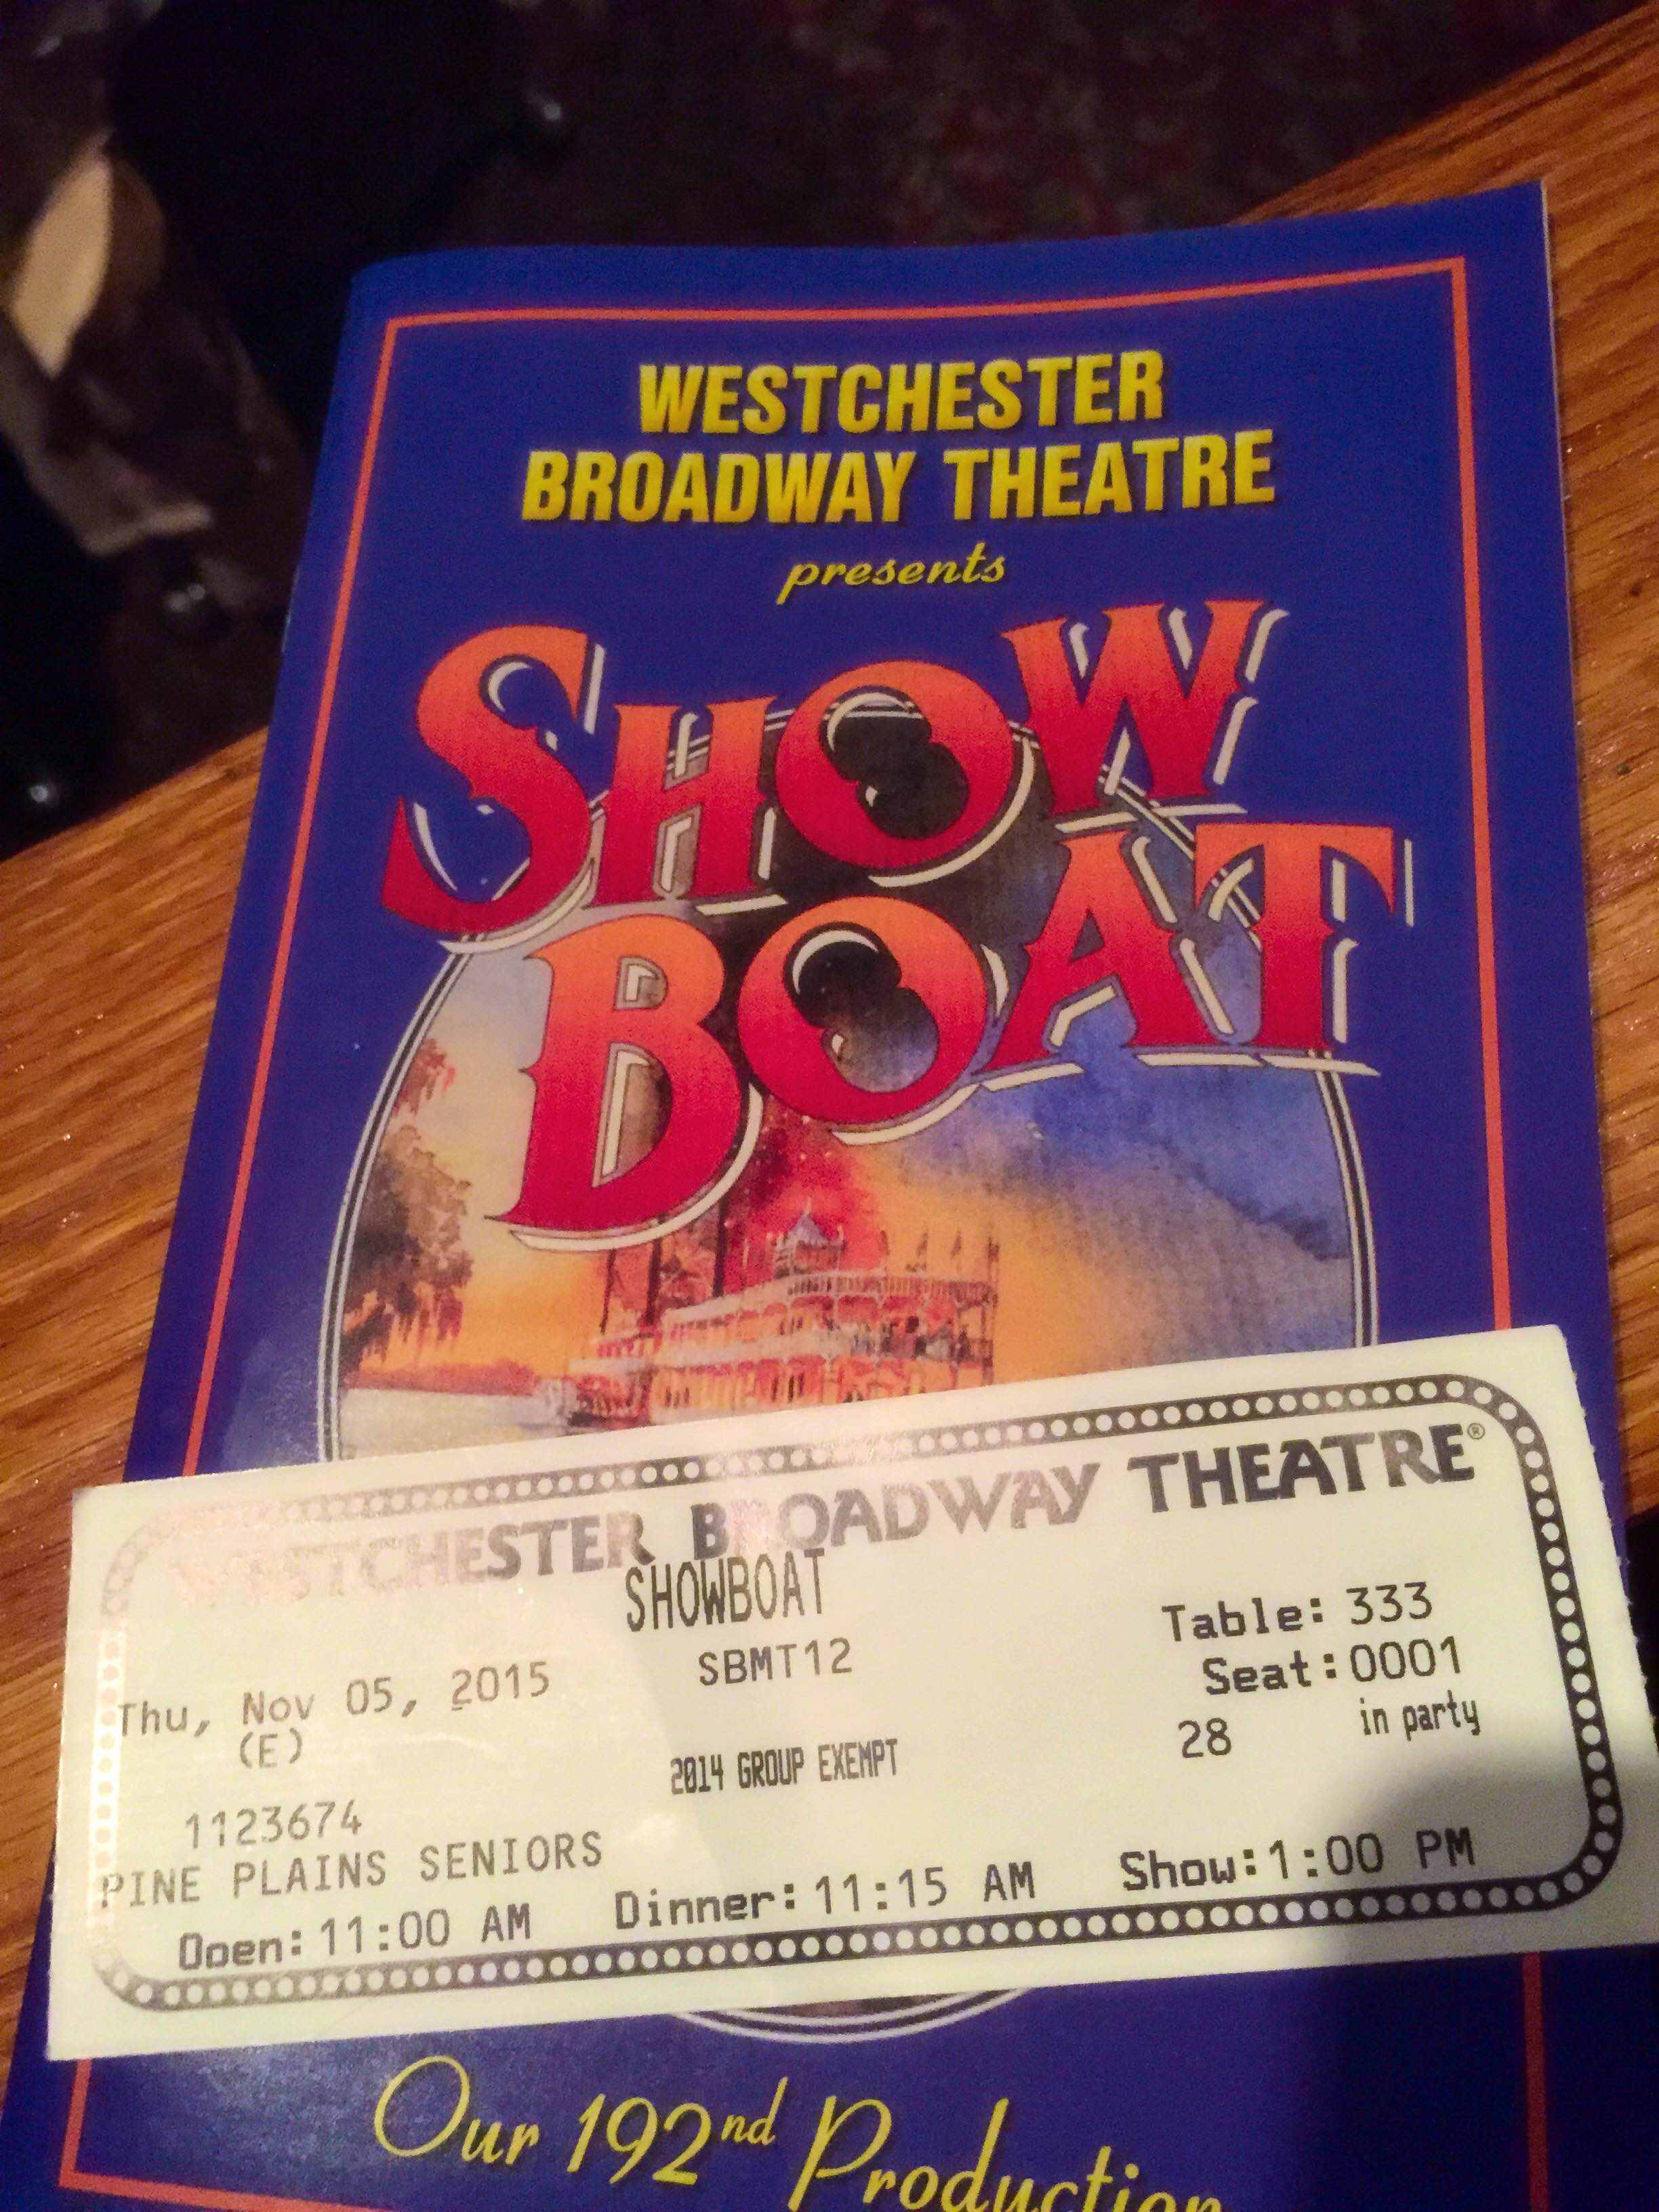 WESTCHESTER
BROADWAY THEATRE
presents
SHOW
BOAT
WESTCHESTER BROADWAY THEATRE®
SHOWBOAT
Thu, Nov 05, 2015 SBMT12 Table: 333
Seat:0001
(E) 2014 GROUP EXEMPT 28 in party
1123674
PINE PLAINS SENIORS
Open:11:00 AM Dinner:11:15 AM Show:1:00 PM
Our 192nd Production